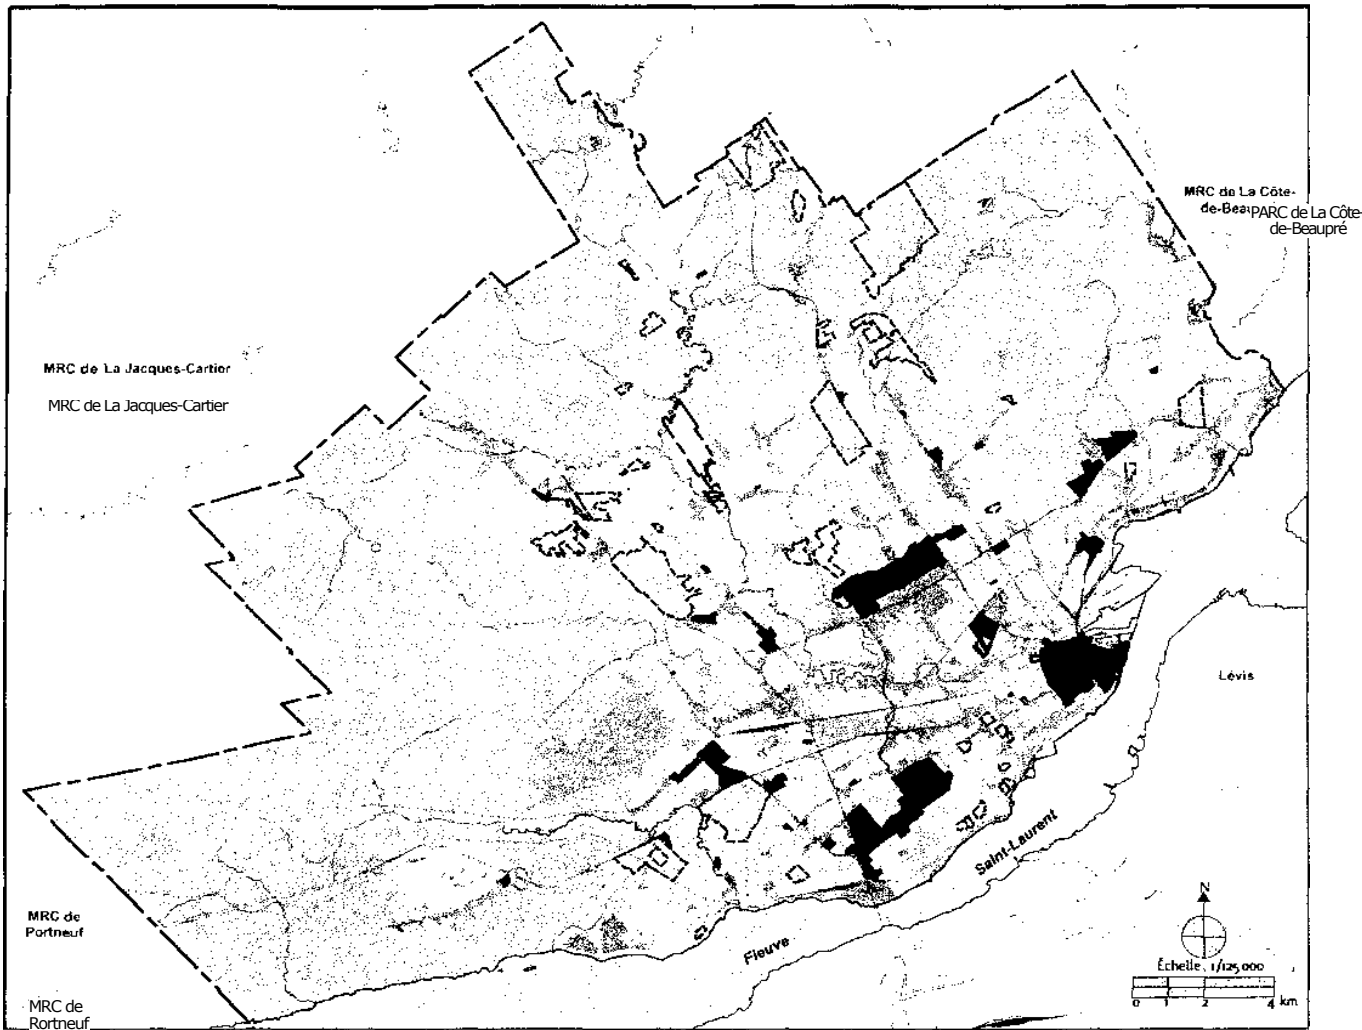 MRC de La Côte-
de-Beau
PARC de La Côte-
de-Beaupré
MRC de La Jacques-Cartier
MRC de La Jacques-Cartier
Lévis
Saint-Laurent
Fleuve
MRC de
Portneuf
MRC de
Rortneuf
N
Échelle, 1/125 000
0 1 2 4 km